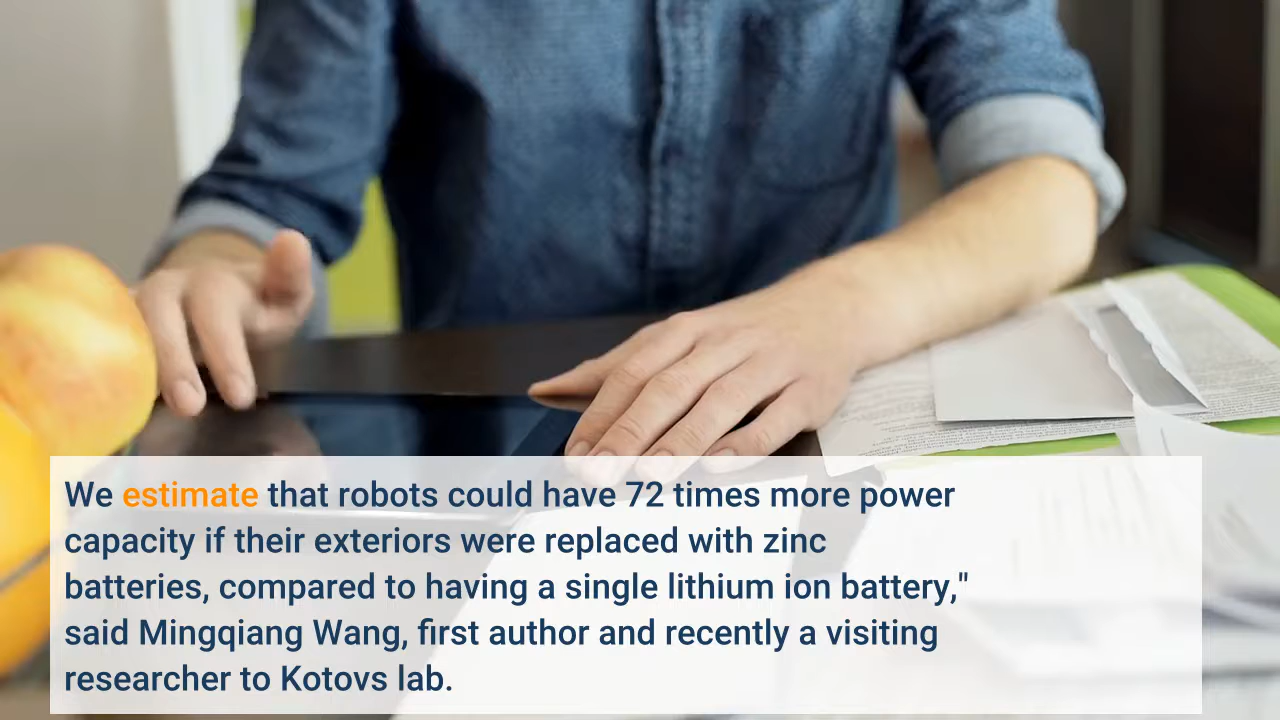 We estimate that robots could have 72 times more power
capacity if their exteriors were replaced with zinc
batteries, compared to having a single lithium ion battery,"
said Mingqiang Wang, first author and recently a visiting
researcher to Kotovs lab.